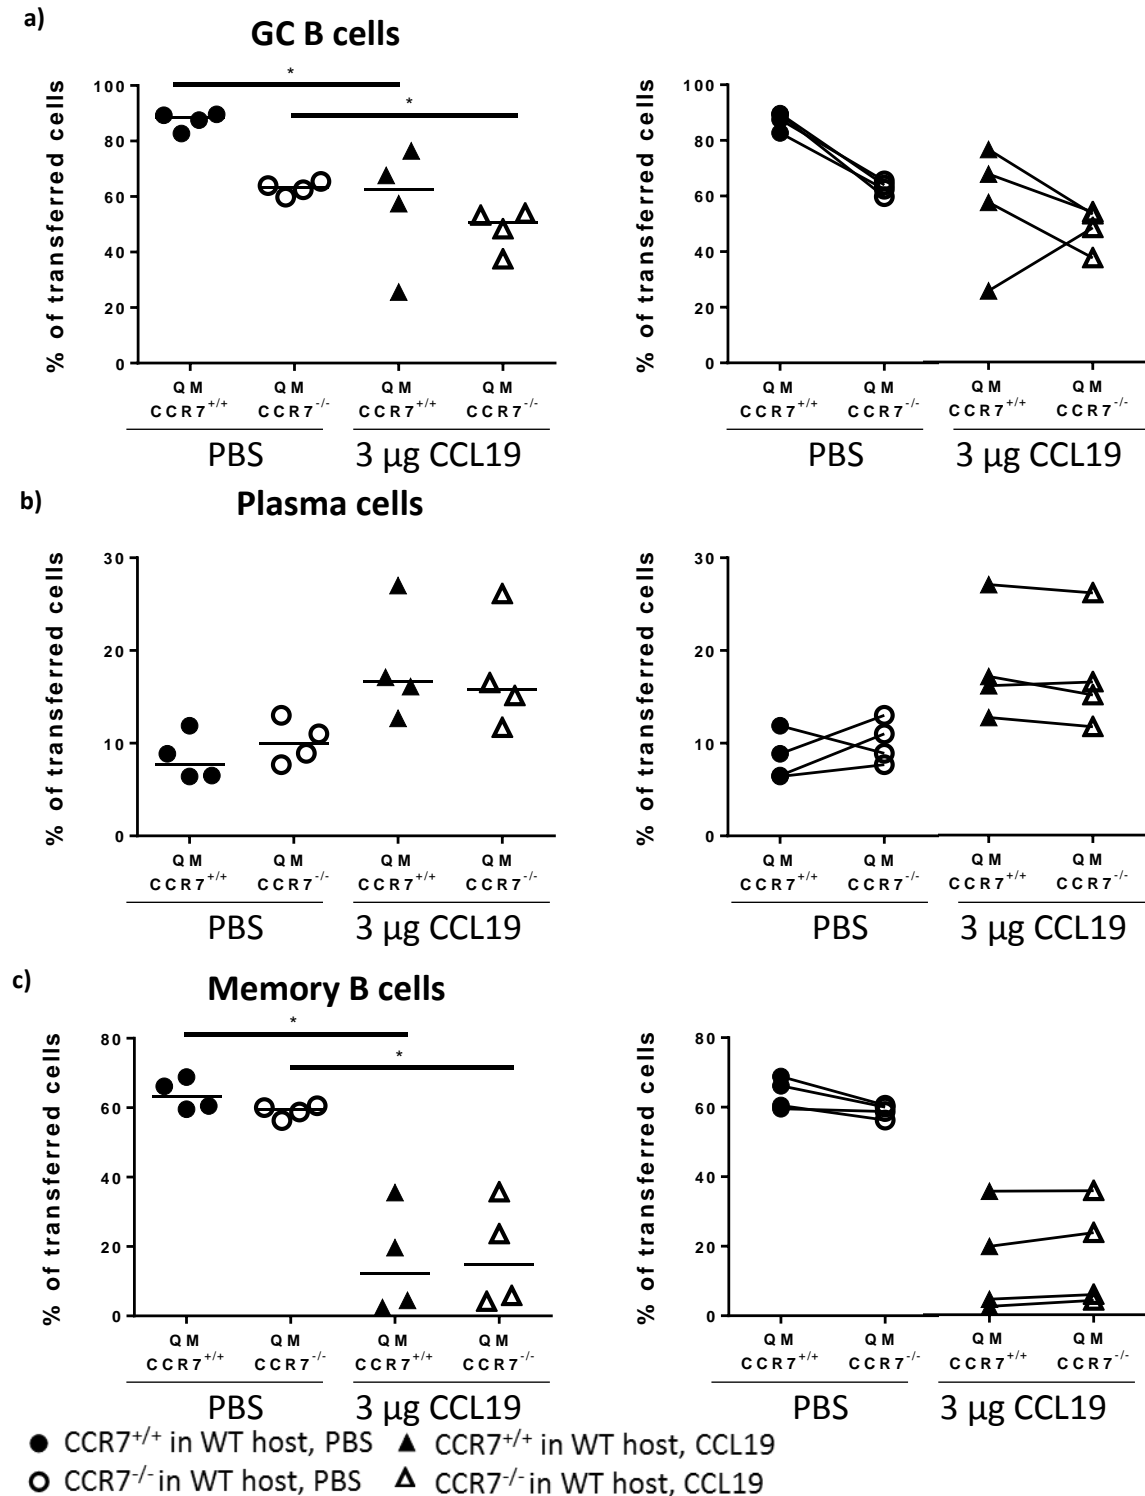 a)
GC B cells
*
*
% of transferred cells
100
80
60
40
20
0
QM QM QM QM
CCR7+/+ CCR7-/- CCR7+/+ CCR7-/-
PBS 3 µg CCL19
% of transferred cells
100
80
60
40
20
0
QM QM QM QM
CCR7+/+ CCR7-/- CCR7+/+ CCR7-/-
PBS 3 µg CCL19
b)
Plasma cells
% of transferred cells
30
20
10
0
QM QM QM QM
CCR7+/+ CCR7-/- CCR7+/+ CCR7-/-
PBS 3 µg CCL19
% of transferred cells
30
20
10
0
QM QM QM QM
CCR7+/+ CCR7-/- CCR7+/+ CCR7-/-
PBS 3 µg CCL19
c)
Memory B cells
*
*
% of transferred cells
80
60
40
20
0
QM QM QM QM
CCR7+/+ CCR7-/- CCR7+/+ CCR7-/-
PBS 3 µg CCL19
% of transferred cells
80
60
40
20
0
QM QM QM QM
CCR7+/+ CCR7-/- CCR7+/+ CCR7-/-
PBS 3 µg CCL19
CCR7+/+ in WT host, PBS
CCR7+/+ in WT host, CCL19
CCR7-/- in WT host, PBS
CCR7-/- in WT host, CCL19